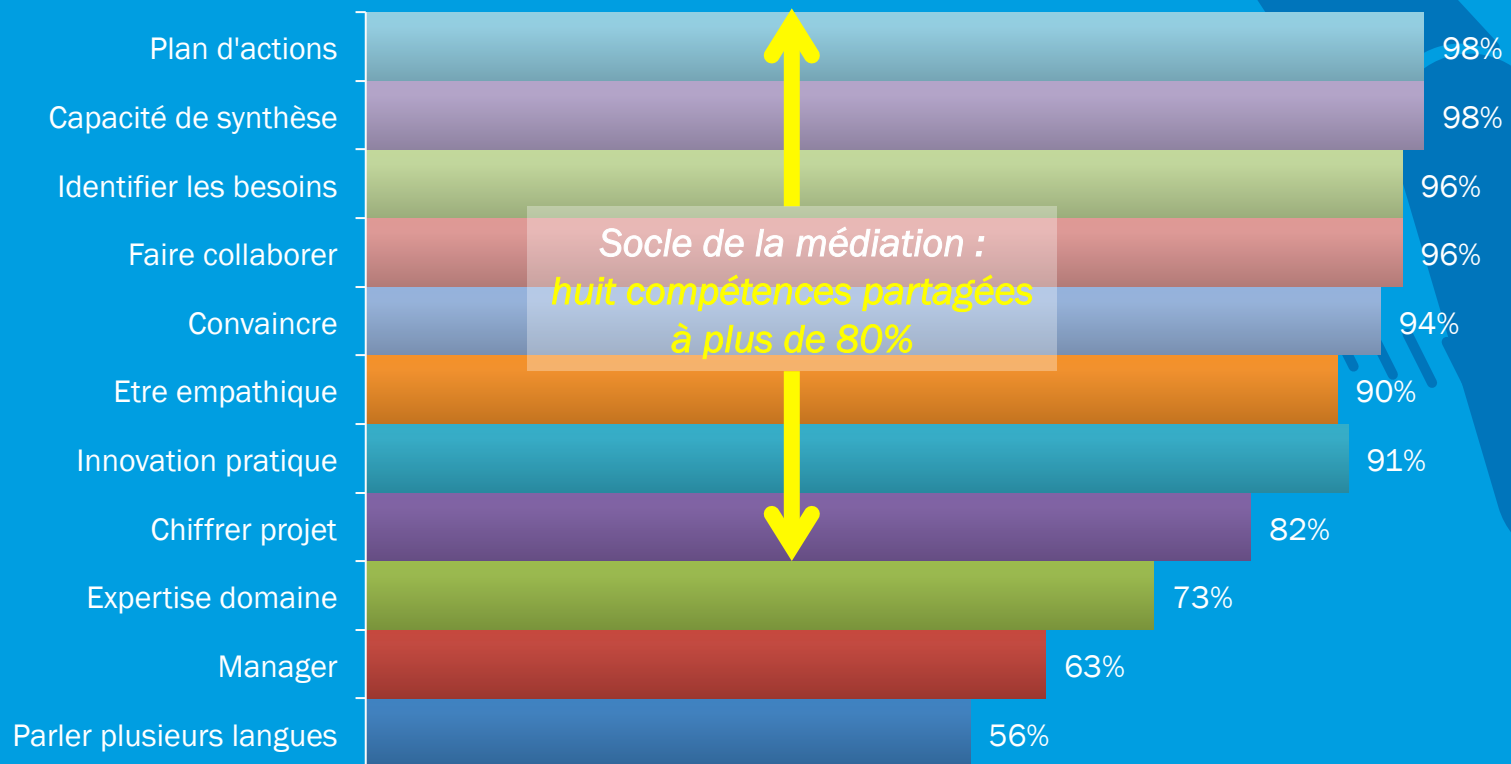 Plan d'actions 98%
Capacité de synthèse 98%
Identifier les besoins 96%
Faire collaborer 96%
Socle de la médiation :
huit compétences partagées
à plus de 80%
Convaincre 94%
Etre empathique 90%
Innovation pratique 91%
Chiffrer projet 82%
Expertise domaine 73%
Manager 63%
Parler plusieurs langues 56%